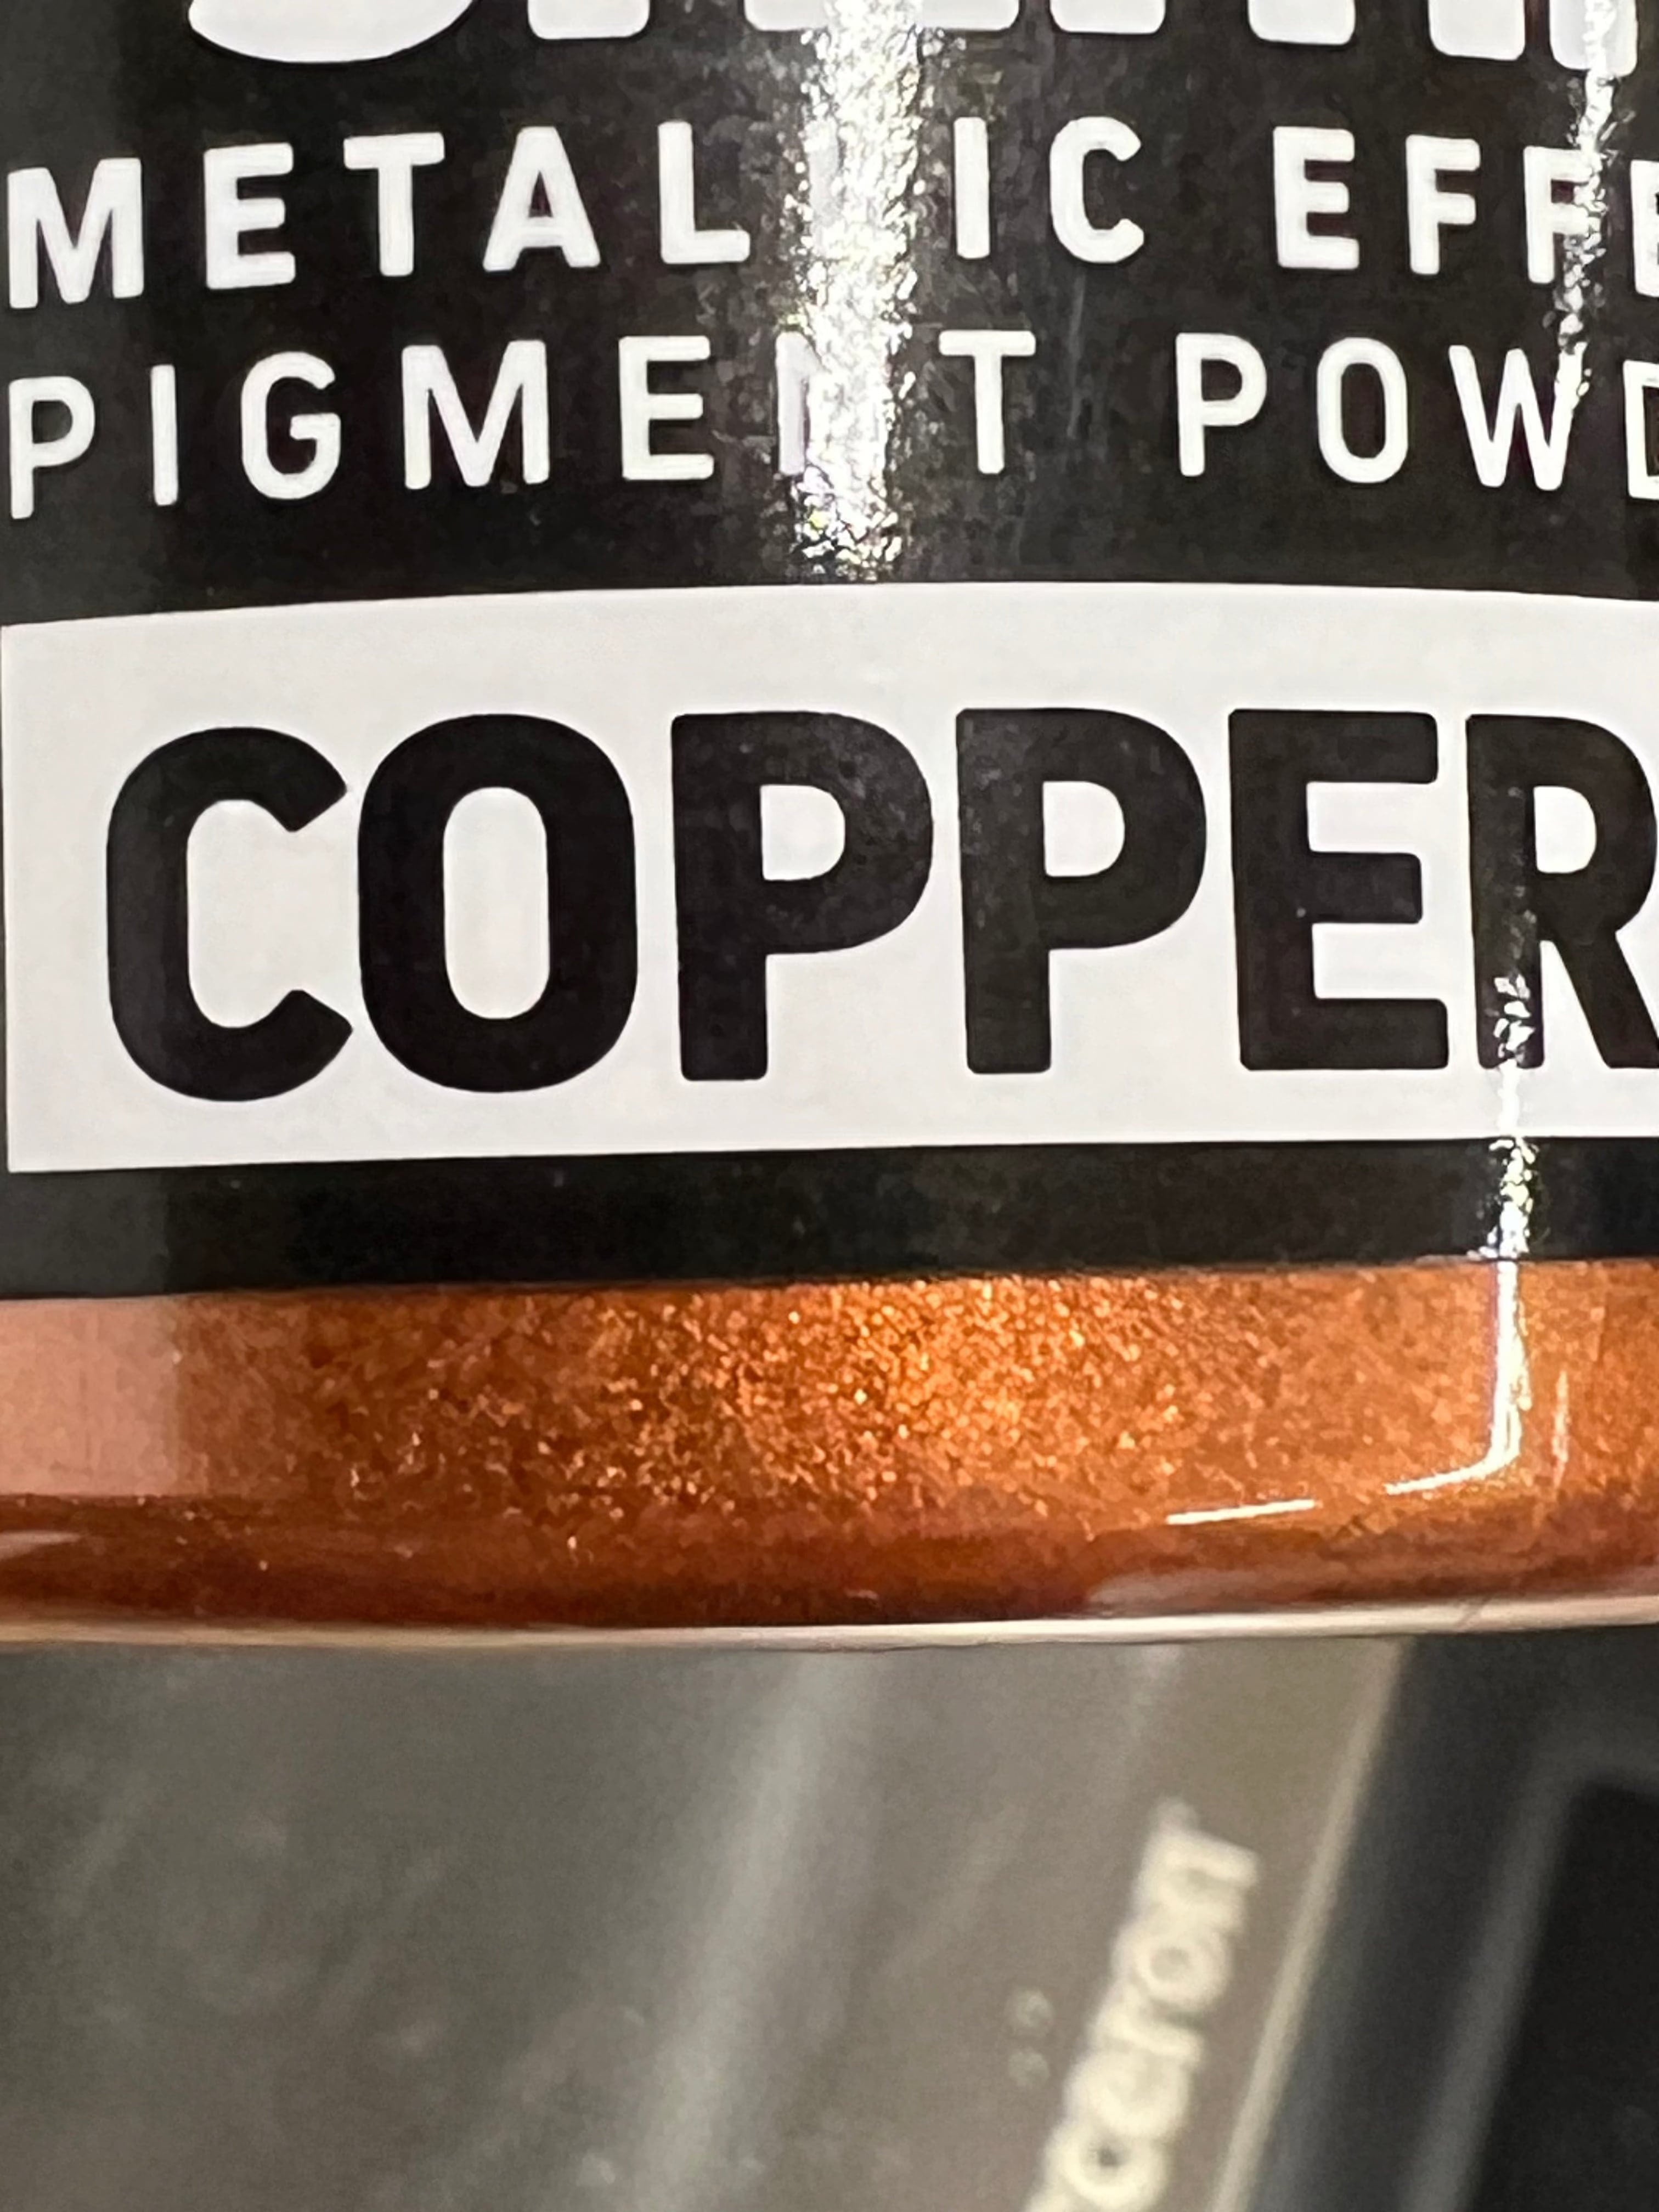 METALLIC EFFE
PIGMENT POWD
COPPER